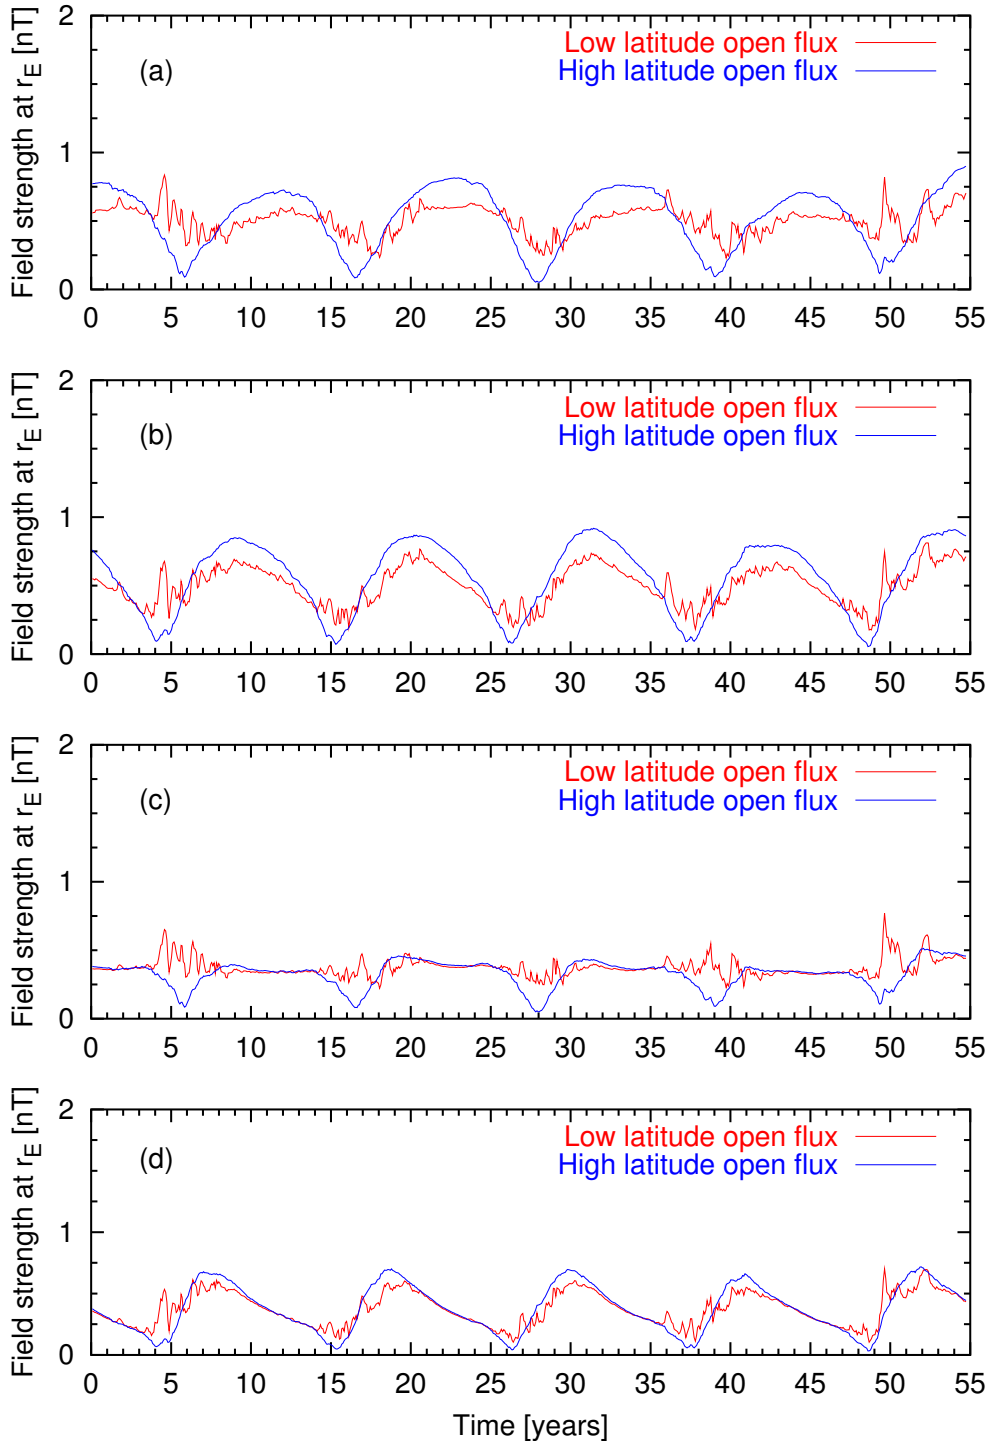 Field strength at r_E [nT]
2
1
0
(a)
Low latitude open flux
High latitude open flux
0 5 10 15 20 25 30 35 40 45 50 55
Field strength at r_E [nT]
2
1
0
(b)
Low latitude open flux
High latitude open flux
0 5 10 15 20 25 30 35 40 45 50 55
Field strength at r_E [nT]
2
1
0
(c)
Low latitude open flux
High latitude open flux
0 5 10 15 20 25 30 35 40 45 50 55
Field strength at r_E [nT]
2
1
0
(d)
Low latitude open flux
High latitude open flux
0 5 10 15 20 25 30 35 40 45 50 55
Time [years]